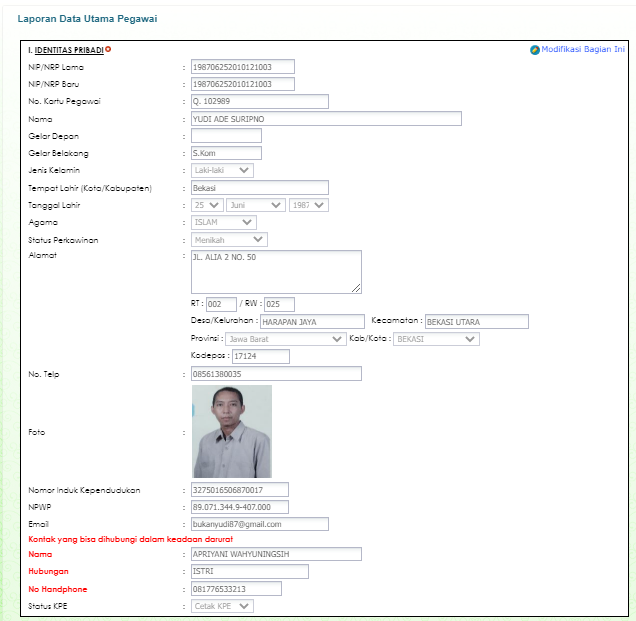 Laporan Data Utama Pegawai
I. IDENTITAS PRIBADI
Modifikasi Bagian Ini
NIP/NRP Lama : 198706252010121003
NIP/NRP Baru : 198706252010121003
No. Kartu Pegawai : Q. 102989
Nama : YUDI ADE SURIPNO
Gelar Depan :
Gelar Belakang : S.Kom
Jenis Kelamin : Laki-laki
Tempat Lahir (Kota/Kabupaten) : Bekasi
Tanggal Lahir : 25 Juni 1987
Agama : ISLAM
Status Perkawinan : Menikah
Alamat : JL. ALIA 2 NO. 50
RT : 002 / RW : 025
Desa/Kelurahan : HARAPAN JAYA Kecamatan : BEKASI UTARA
Provinsi : Jawa Barat Kab/Kota : BEKASI
Kodepos : 17124
No. Telp : 08561380035
Foto :
Nomor Induk Kependudukan : 3275016506870017
NPWP : 89.071.344.9-407.000
Email : bukanyudi87@gmail.com
Kontak yang bisa dihubungi dalam keadaan darurat
Nama : APRIYANI WAHYUNINGSIH
Hubungan : ISTRI
No Handphone : 081776533213
Status KPE : Cetak KPE